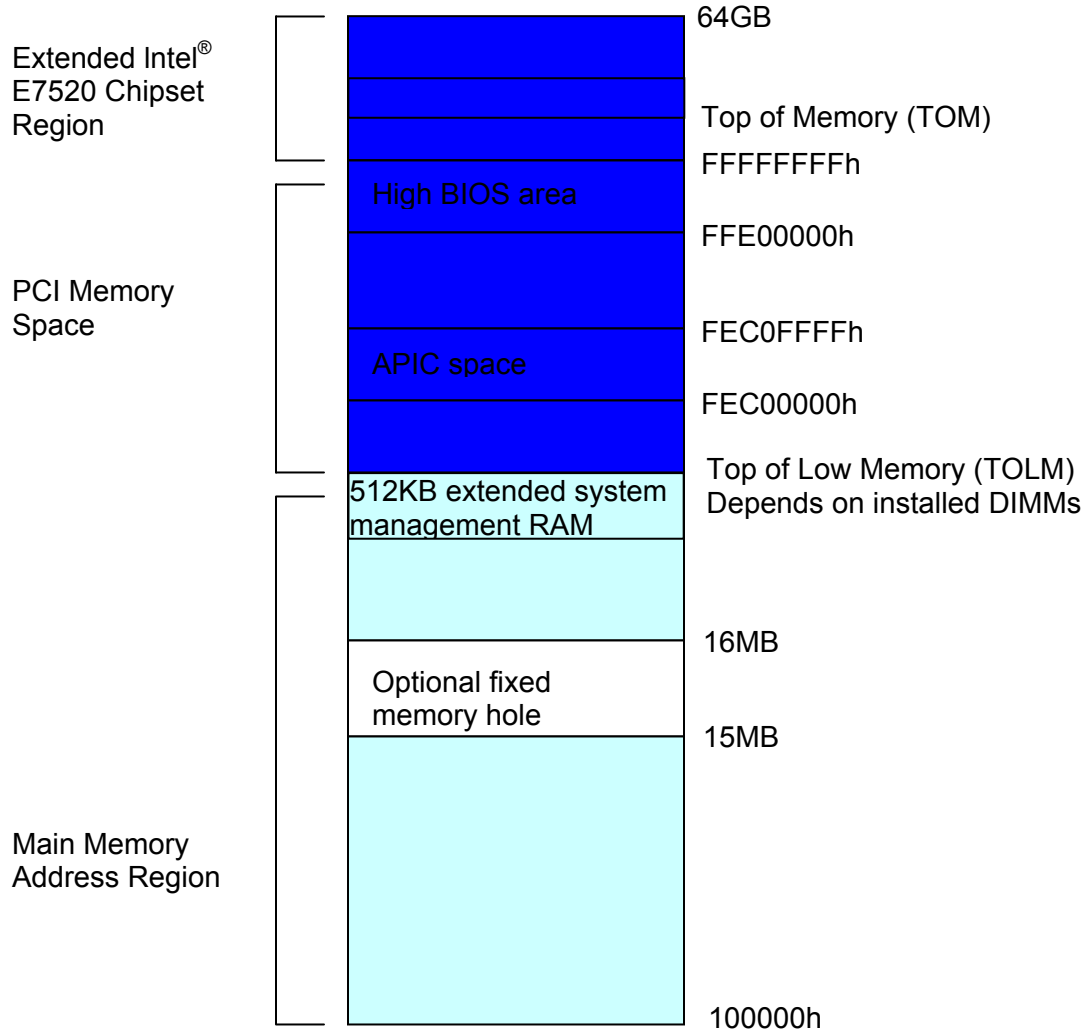 64GB
Extended Intel®
E7520 Chipset
Region
Top of Memory (TOM)
FFFFFFFFh
High BIOS area
FFE00000h
PCI Memory
Space
FEC0FFFFh
APIC space
FEC00000h
Top of Low Memory (TOLM)
Depends on installed DIMMs
512KB extended system
management RAM
16MB
Optional fixed
memory hole
15MB
Main Memory
Address Region
100000h